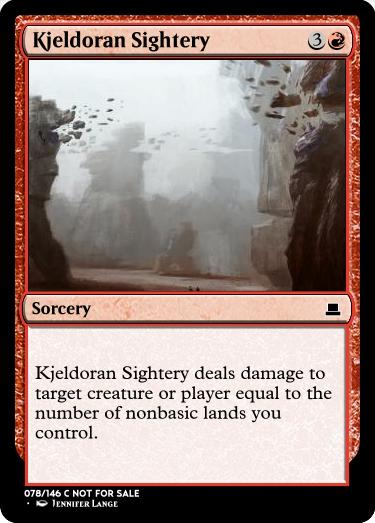 Kjeldoran Sightery 3
Sorcery
Kjeldoran Sightery deals damage to
target creature or player equal to the
number of nonbasic lands you
control.
078/146 C NOT FOR SALE
· Jennifer Lange